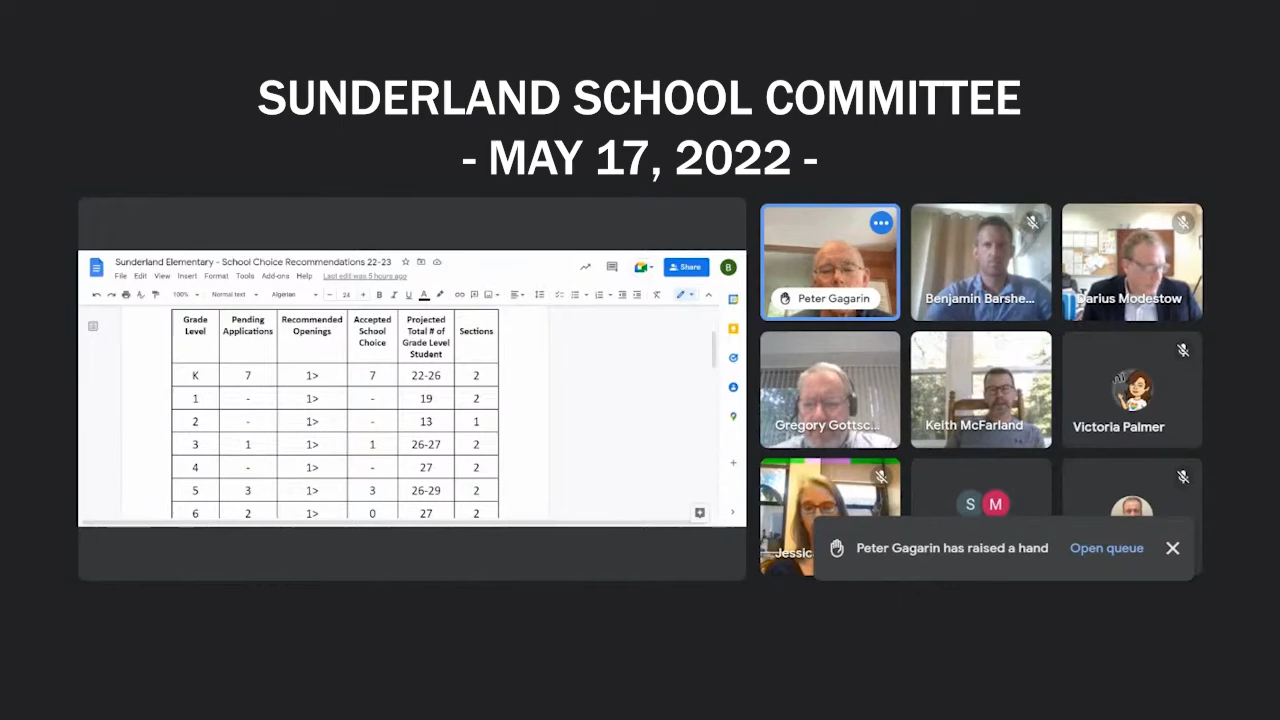 SUNDERLAND SCHOOL COMMITTEE
- MAY 17, 2022 -
Sunderland Elementary - School Choice Recommendations 22-23
File Edit View Insert Format Tools Add-ons Help Last edit was 5 hours ago
Share
B
100% Normal text Algerian - 24 + B I U A
Grade Level Pending Applications Recommended Openings Accepted School Choice Projected Total # of Grade Level Student Sections
K 7 1> 7 22-26 2
1 - 1> - 19 2
2 - 1> - 13 1
3 1 1> 1 26-27 2
4 - 1> - 27 2
5 3 1> 3 26-29 2
6 2 1> 0 27 2
Peter Gagarin
Benjamin Barshe...
Darius Modestow
Gregory Gottsc...
Keith McFarland
hi
Victoria Palmer
Jessic
S M
Peter Gagarin has raised a hand Open queue